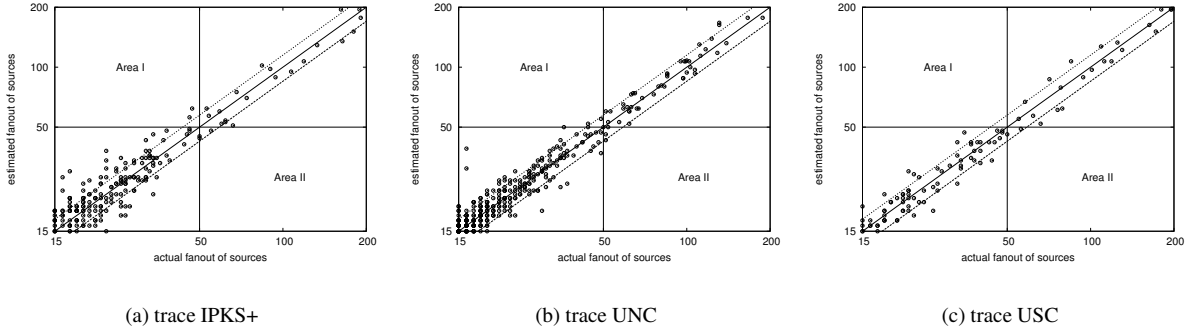 200
100
50
15
15
50
100
200
estimated fanout of sources
actual fanout of sources
Area I
Area II
(a) trace IPKS+
200
100
50
15
15
50
100
200
estimated fanout of sources
actual fanout of sources
Area I
Area II
(b) trace UNC
200
100
50
15
15
50
100
200
estimated fanout of sources
actual fanout of sources
Area I
Area II
(c) trace USC